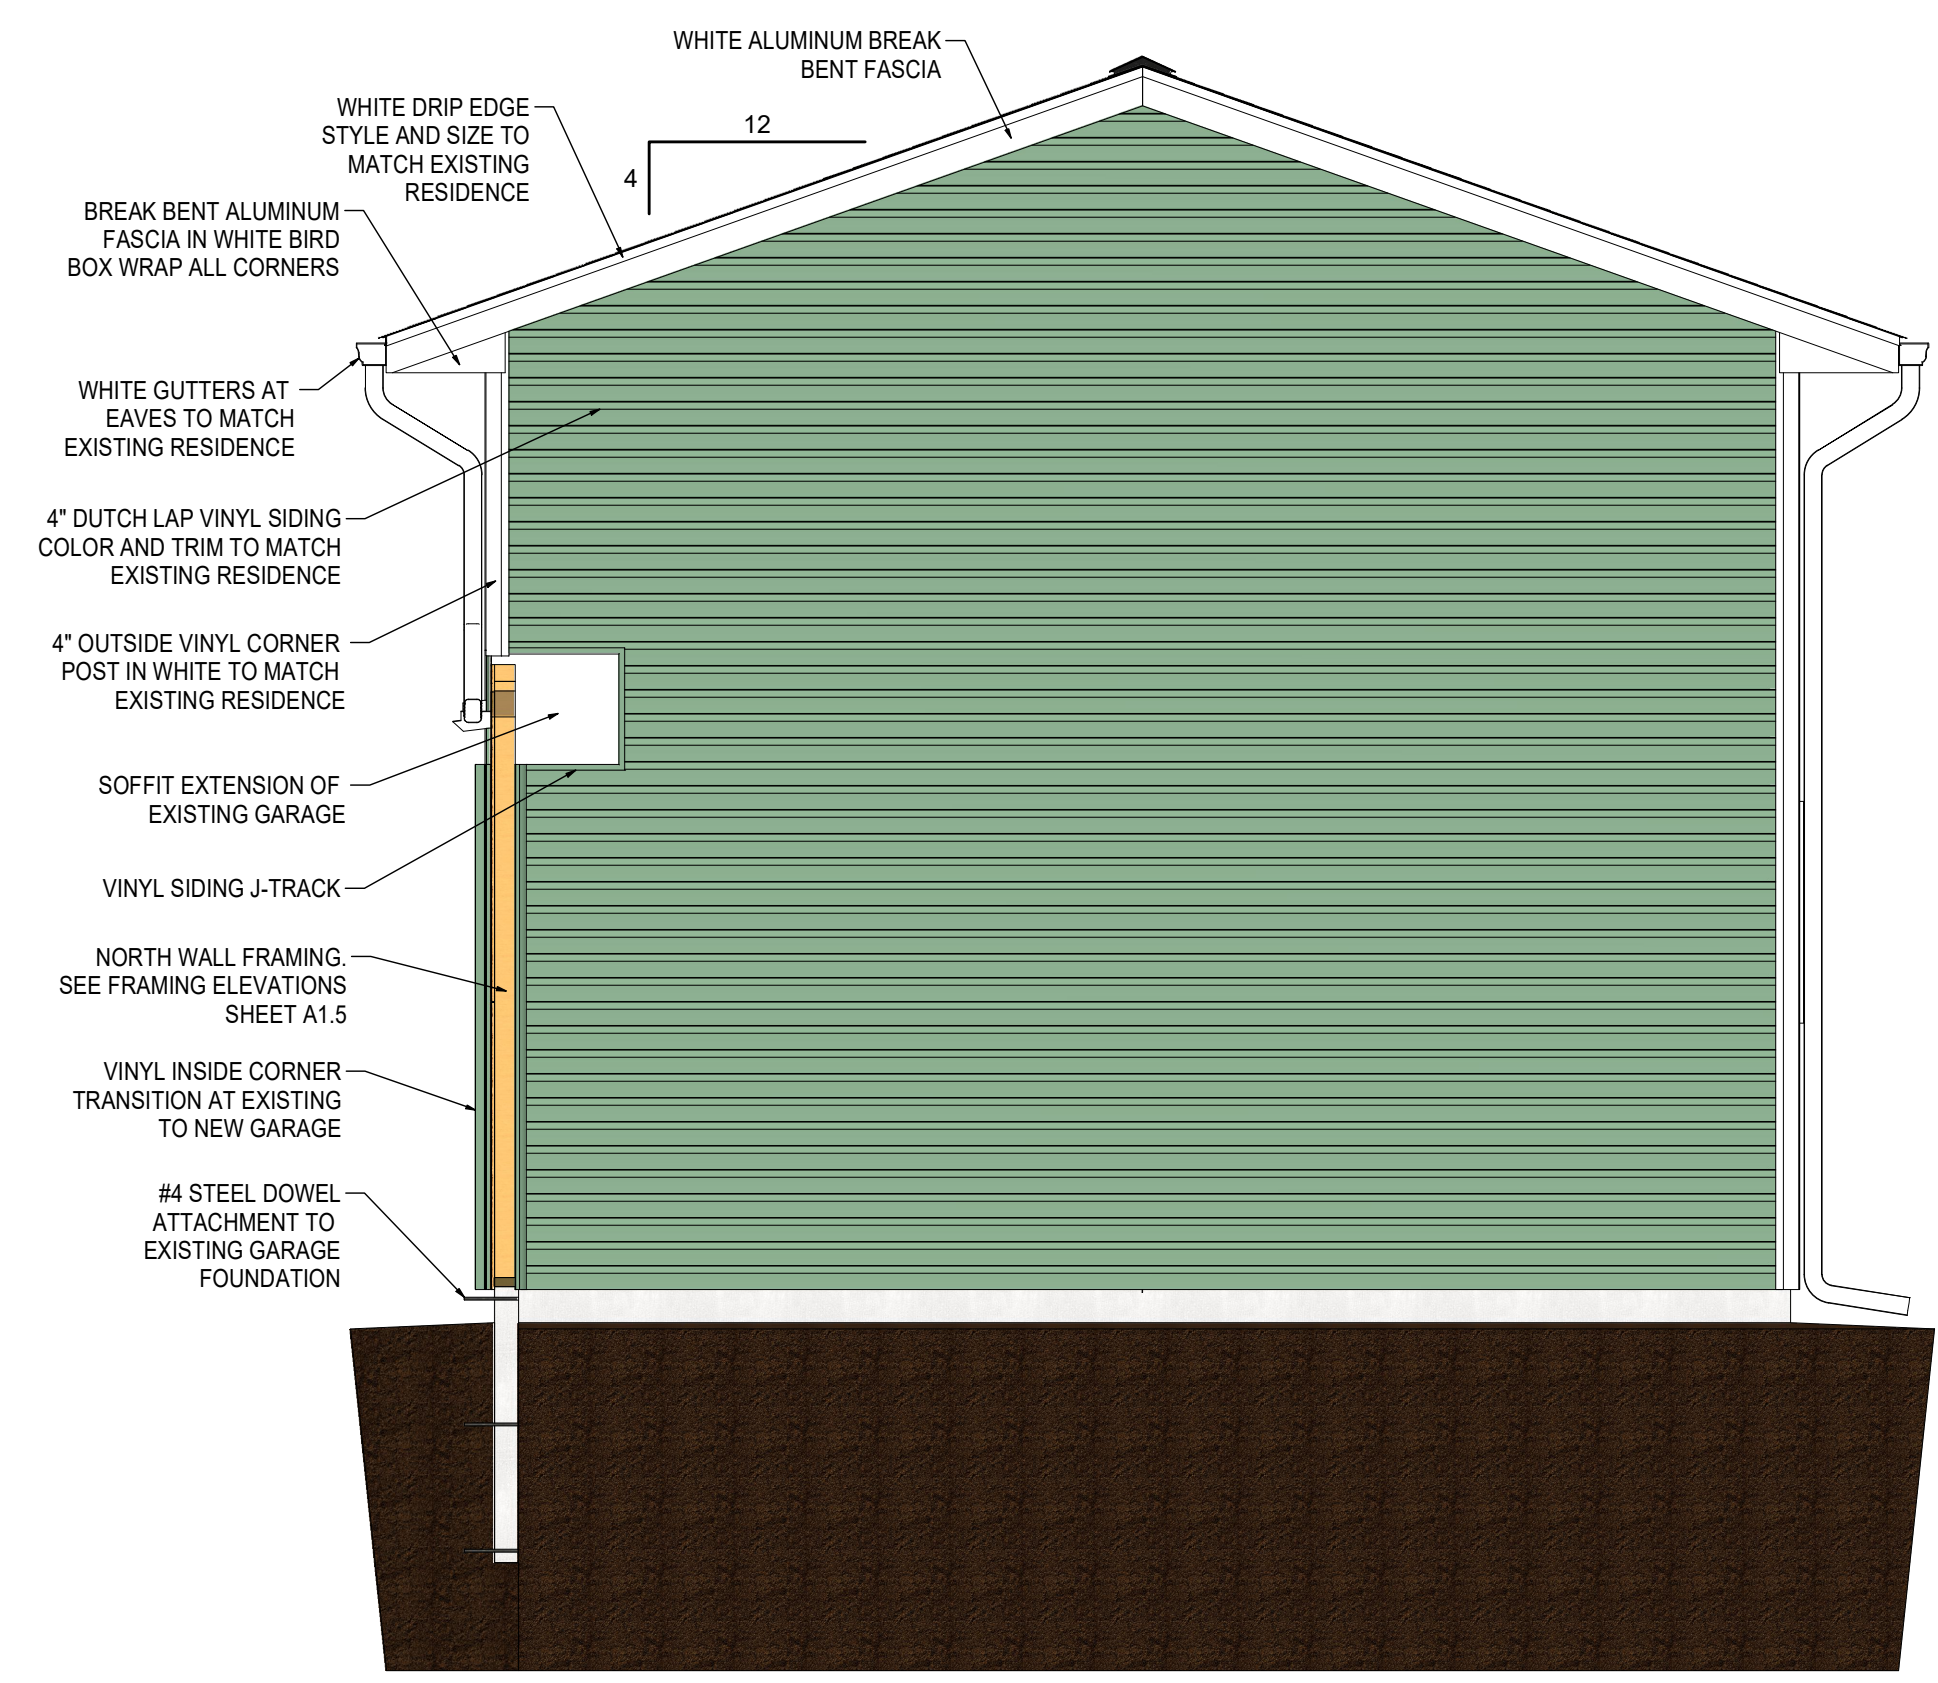 WHITE ALUMINUM BREAK
BENT FASCIA
WHITE DRIP EDGE
STYLE AND SIZE TO
MATCH EXISTING
RESIDENCE
12
4
BREAK BENT ALUMINUM
FASCIA IN WHITE BIRD
BOX WRAP ALL CORNERS
WHITE GUTTERS AT
EAVES TO MATCH
EXISTING RESIDENCE
4" DUTCH LAP VINYL SIDING
COLOR AND TRIM TO MATCH
EXISTING RESIDENCE
4" OUTSIDE VINYL CORNER
POST IN WHITE TO MATCH
EXISTING RESIDENCE
SOFFIT EXTENSION OF
EXISTING GARAGE
VINYL SIDING J-TRACK
NORTH WALL FRAMING.
SEE FRAMING ELEVATIONS
SHEET A1.5
VINYL INSIDE CORNER
TRANSITION AT EXISTING
TO NEW GARAGE
#4 STEEL DOWEL
ATTACHMENT TO
EXISTING GARAGE
FOUNDATION